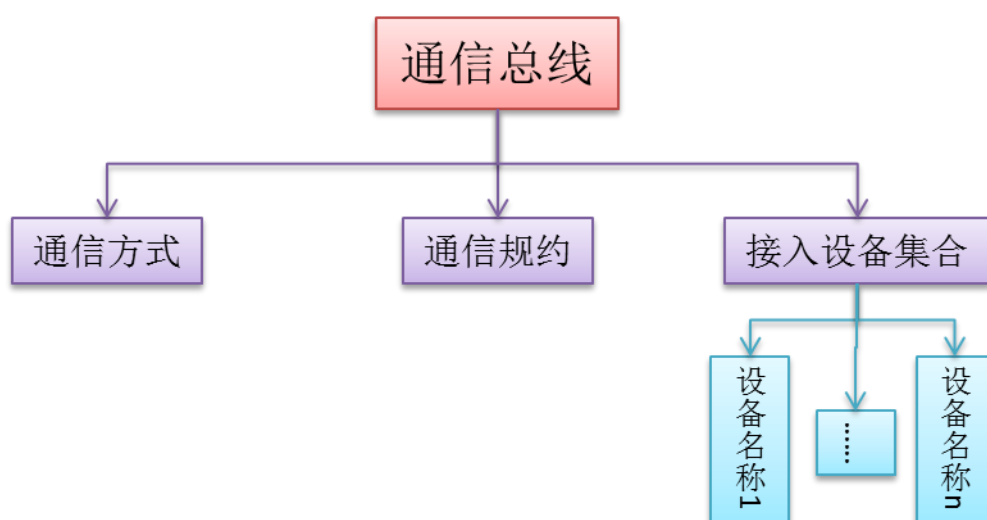 通信总线
通信方式
通信规约
接入设备集合
设备名称1
......
设备名称n